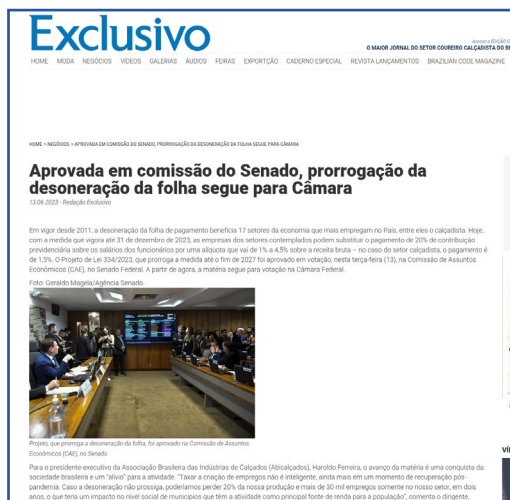 Exclusivo
Acesse a EDIÇÃO D
O MAIOR JORNAL DO SETOR COUREIRO CALÇADISTA DO B
HOME MODA NEGÓCIOS VÍDEOS GALERIAS ÁUDIOS FEIRAS EXPORTÇÃO CADERNO ESPECIAL REVISTA LANÇAMENTOS BRAZILIAN CODE MAGAZINE
HOME > NEGÓCIOS > APROVADA EM COMISSÃO DO SENADO, PRORROGAÇÃO DA DESONERAÇÃO DA FOLHA SEGUE PARA CÂMARA
Aprovada em comissão do Senado, prorrogação da
desoneração da folha segue para Câmara
13.06.2023 - Redação Exclusivo
Em vigor desde 2011, a desoneração da folha de pagamento beneficia 17 setores da economia que mais empregam no País, entre eles o calçadista. Hoje,
com a medida que vigora até 31 de dezembro de 2023, as empresas dos setores contemplados podem substituir o pagamento de 20% de contribuição
previdenciária sobre os salários dos funcionários por uma alíquota que vai de 1% a 4,5% sobre a receita bruta – no caso do setor calçadista, o pagamento é
de 1,5%. O Projeto de Lei 334/2023, que prorroga a medida até o fim de 2027 foi aprovado em votação, nesta terça-feira (13), na Comissão de Assuntos
Econômicos (CAE), no Senado Federal. A partir de agora, a matéria segue para votação na Câmara Federal.
Foto: Geraldo Magela/Agência Senado.
Projeto, que prorroga a desoneração da folha, foi aprovado na Comissão de Assuntos
Econômicos (CAE), no Senado
Para o presidente-executivo da Associação Brasileira das Indústrias de Calçados (Abicalçados), Haroldo Ferreira, o avanço da matéria é uma conquista da
sociedade brasileira e um "alívio" para a atividade. "Taxar a criação de empregos não é inteligente, ainda mais em um momento de recuperação pós-
pandemia. Caso a desoneração não prossiga, poderíamos perder 20% da nossa produção e mais de 30 mil empregos somente no nosso setor, em dois
anos, o que teria um impacto no nível social de municípios que têm a atividade como principal fonte de renda para a população", comenta o dirigente,
VÍ